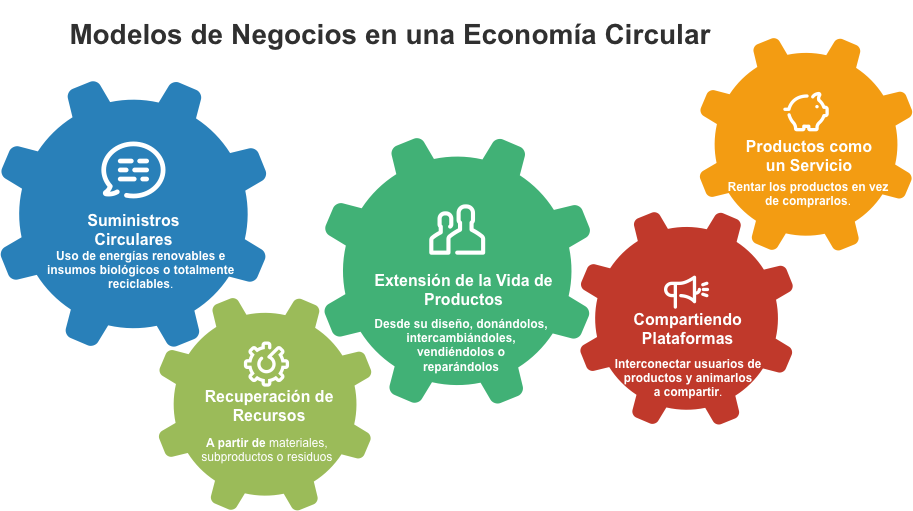 Modelos de Negocios en una Economía Circular
Suministros
Circulares
Uso de energías renovables e
insumos biológicos o totalmente
reciclables.
Recuperación de
Recursos
A partir de materiales,
subproductos o residuos
Extensión de la Vida de
Productos
Desde su diseño, donándolos,
intercambiándoles,
vendiéndolos o
reparándolos
Compartiendo
Plataformas
Interconectar usuarios de
productos y animarlos
a compartir.
Productos como
un Servicio
Rentar los productos en vez
de comprarlos.